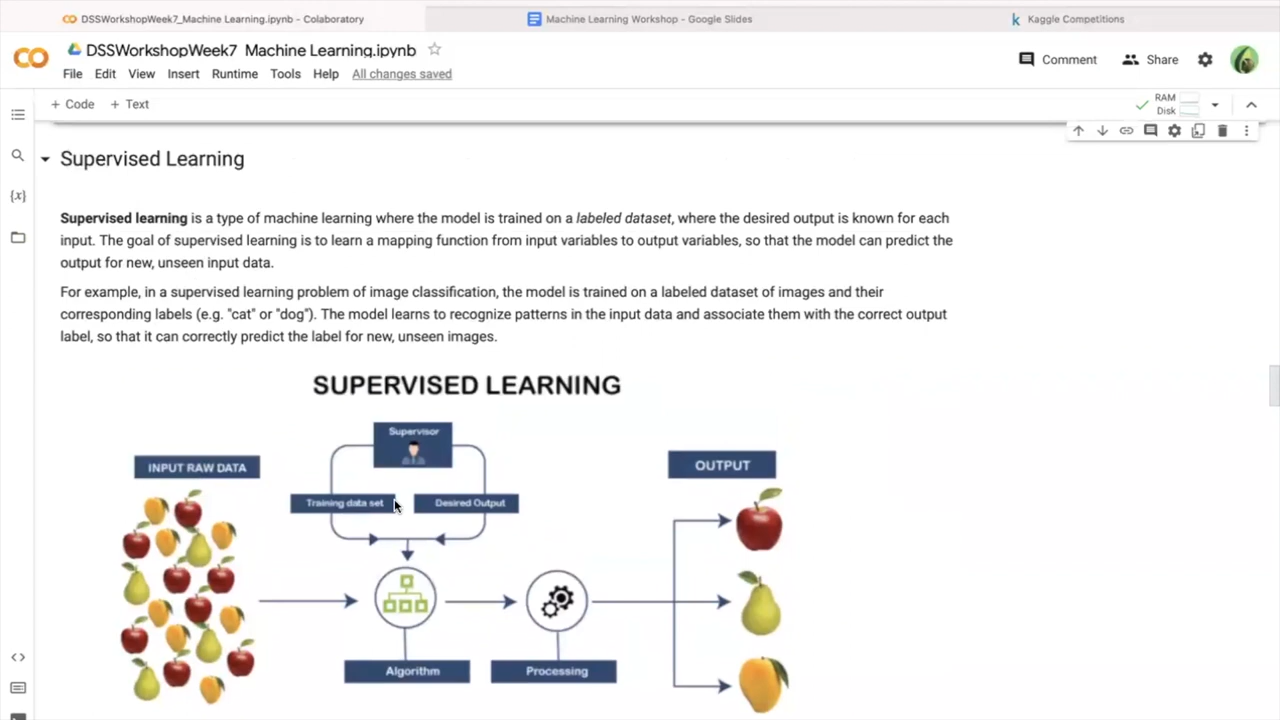 DSSWorkshopWeek7_Machine Learning.ipynb - Colaboratory
Machine Learning Workshop - Google Slides
Kaggle Competitions
DSSWorkshopWeek7 Machine Learning.ipynb
Comment
Share
File Edit View Insert Runtime Tools Help All changes saved
+ Code + Text
RAM
Disk
Supervised Learning
{x}
Supervised learning is a type of machine learning where the model is trained on a labeled dataset, where the desired output is known for each
input. The goal of supervised learning is to learn a mapping function from input variables to output variables, so that the model can predict the
output for new, unseen input data.
For example, in a supervised learning problem of image classification, the model is trained on a labeled dataset of images and their
corresponding labels (e.g. "cat" or "dog"). The model learns to recognize patterns in the input data and associate them with the correct output
label, so that it can correctly predict the label for new, unseen images.
SUPERVISED LEARNING
Supervisor
INPUT RAW DATA
OUTPUT
Training data set
Desired Output
Algorithm
Processing